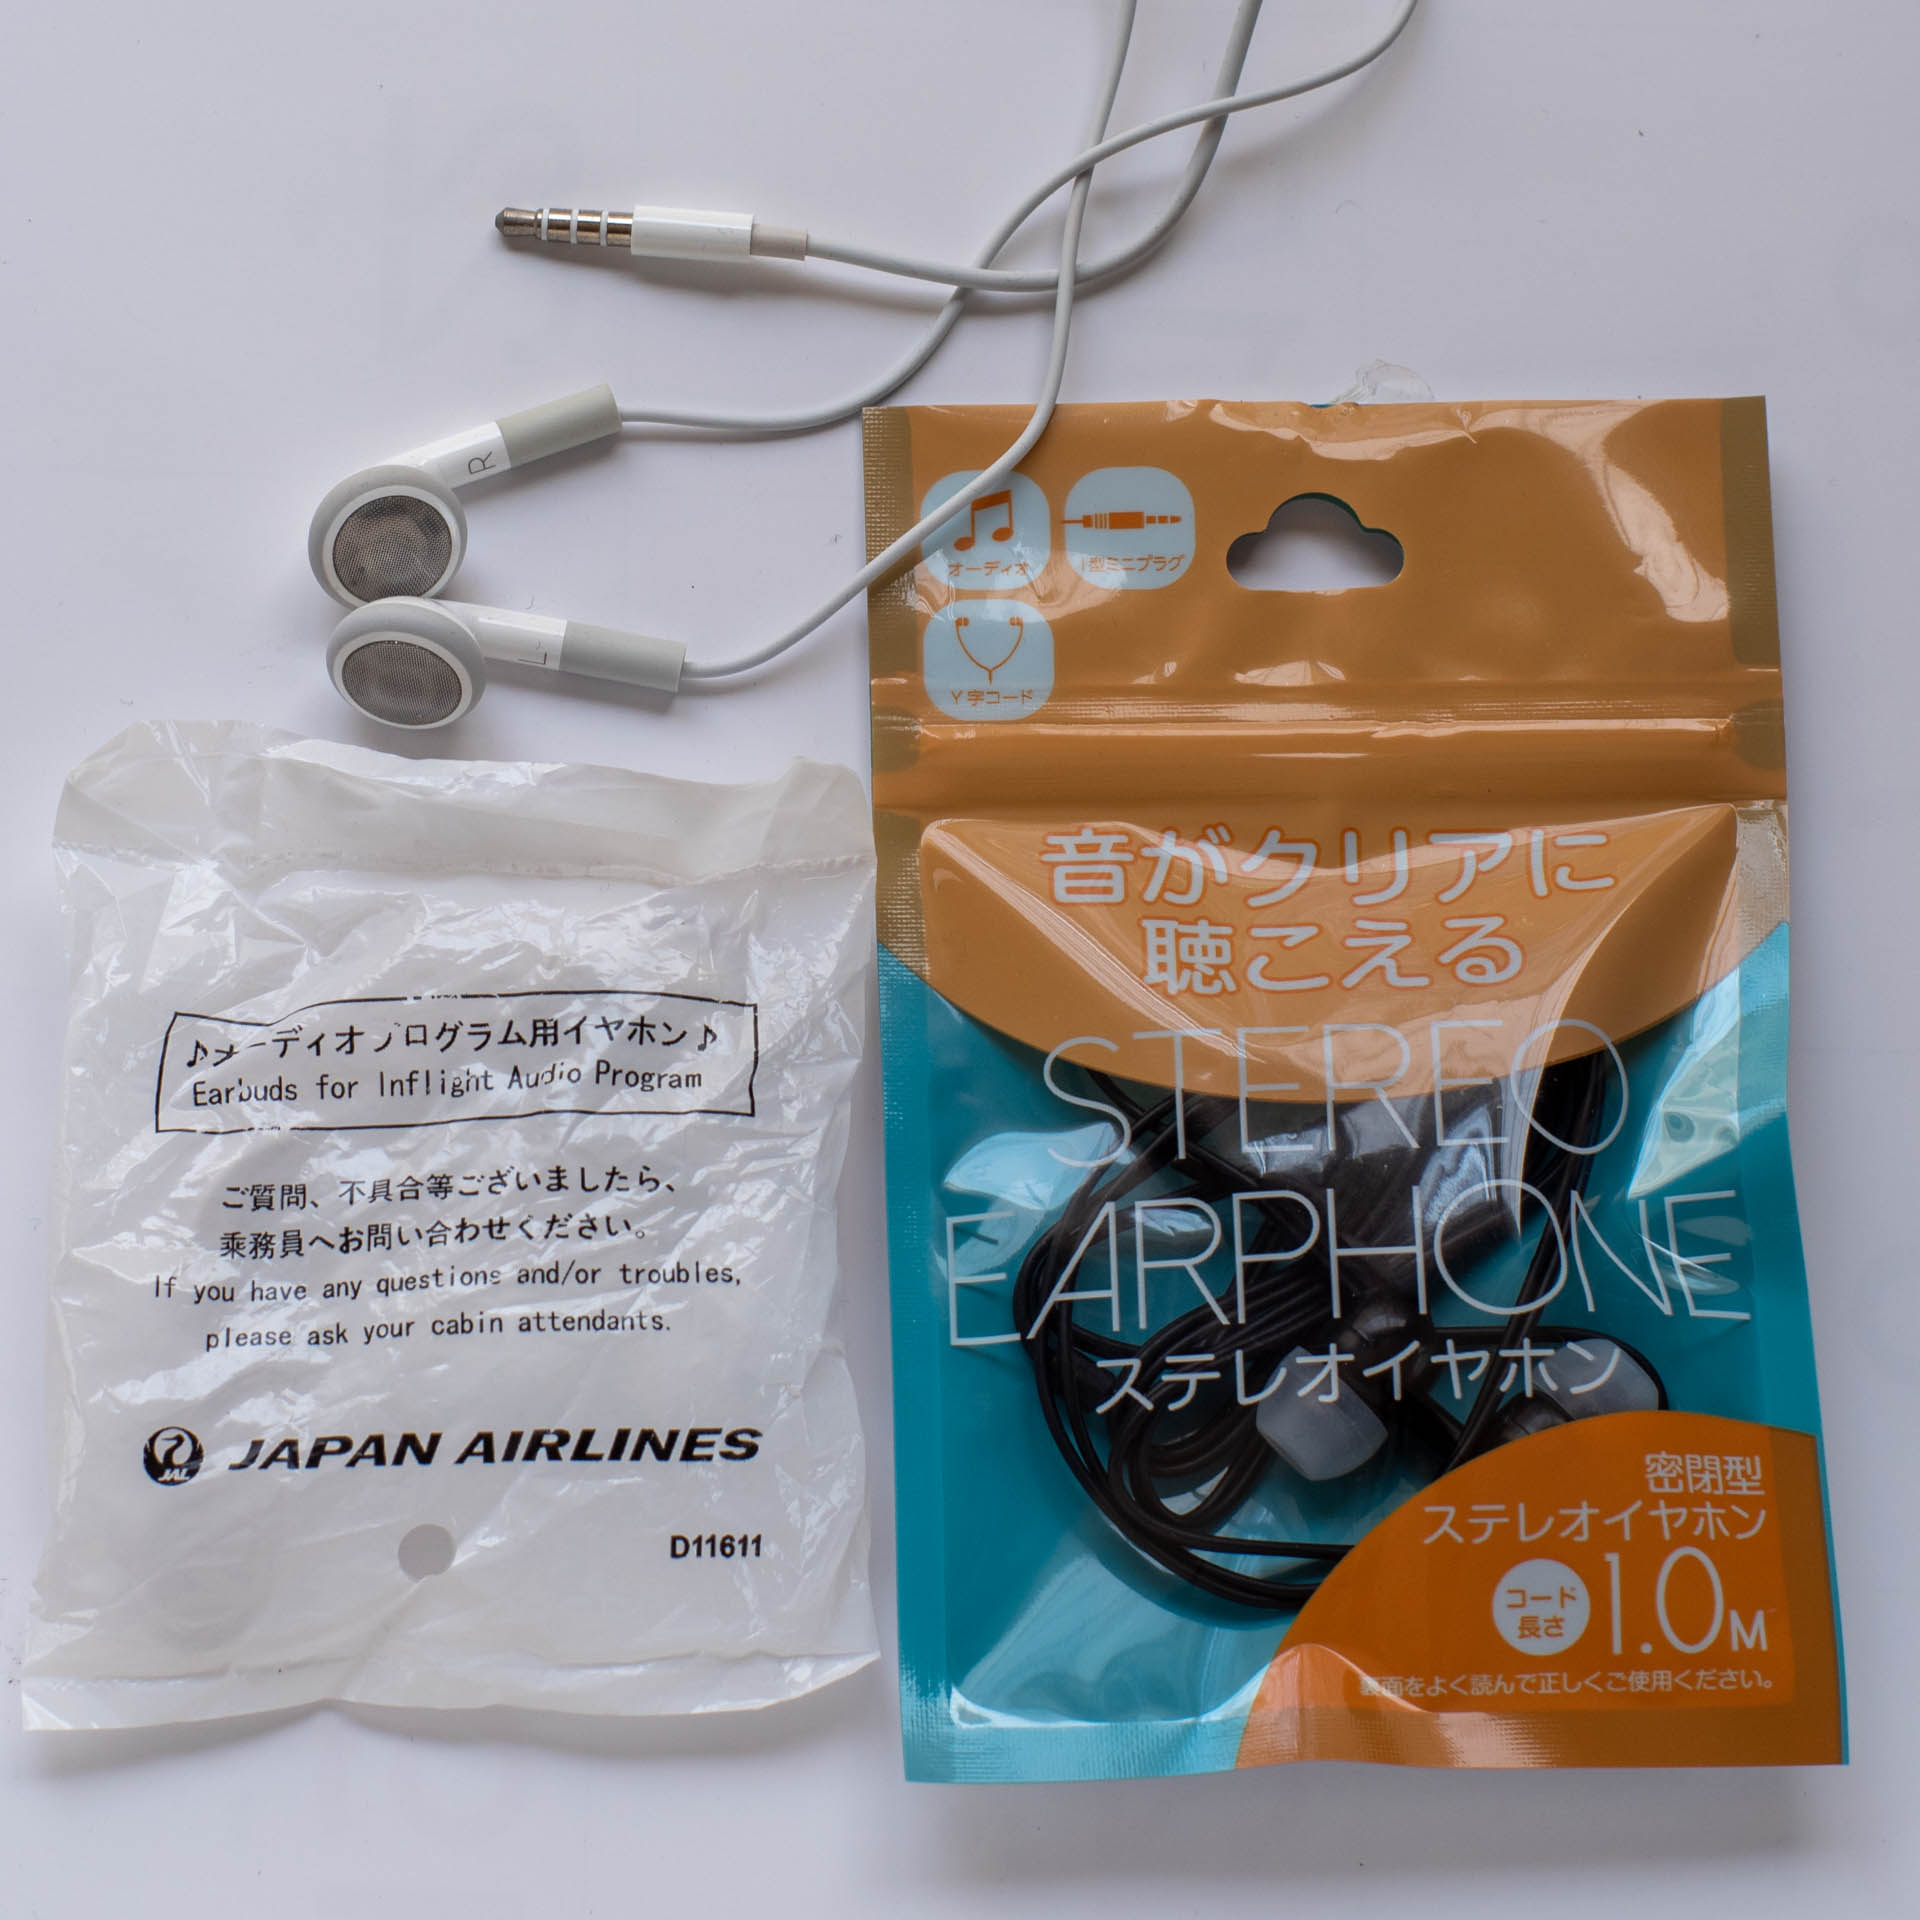 R
L
♪オーディオプログラム用イヤホン♪
Earbuds for Inflight Audio Program
ご質問、不具合等ございましたら、
乗務員へお問い合わせください。
If you have any questions and/or troubles,
please ask your cabin attendants.
JAL
JAPAN AIRLINES
D11611
オーディオ
I型ミニプラグ
Y字コード
音がクリアに
聴こえる
STEREO
EARPHONE
ステレオイヤホン
密閉型
ステレオイヤホン
コード
長さ
1.0M
裏面をよく読んで正しくご使用ください。